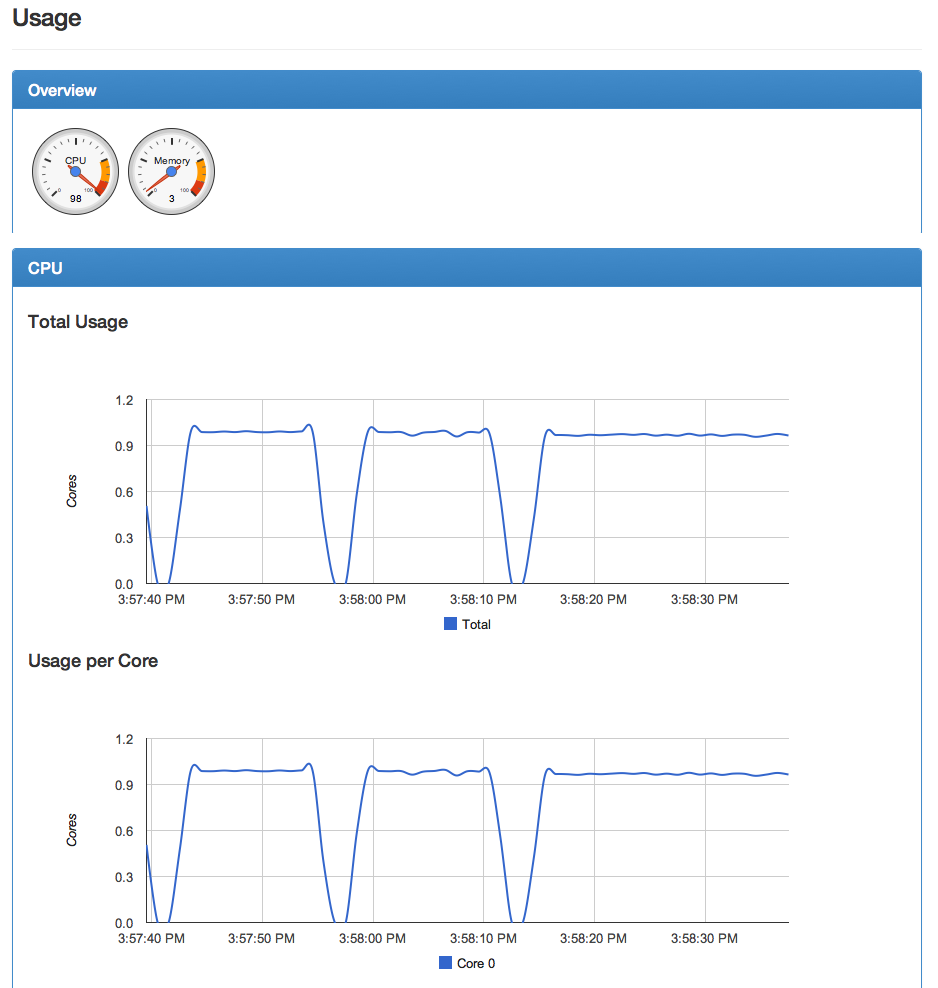 Usage
Overview
CPU
0
100
98
Memory
0
100
3
CPU
Total Usage
1.2
0.9
0.6
0.3
0.0
Cores
3:57:40 PM 3:57:50 PM 3:58:00 PM 3:58:10 PM 3:58:20 PM 3:58:30 PM
Total
Usage per Core
1.2
0.9
0.6
0.3
0.0
Cores
3:57:40 PM 3:57:50 PM 3:58:00 PM 3:58:10 PM 3:58:20 PM 3:58:30 PM
Core 0